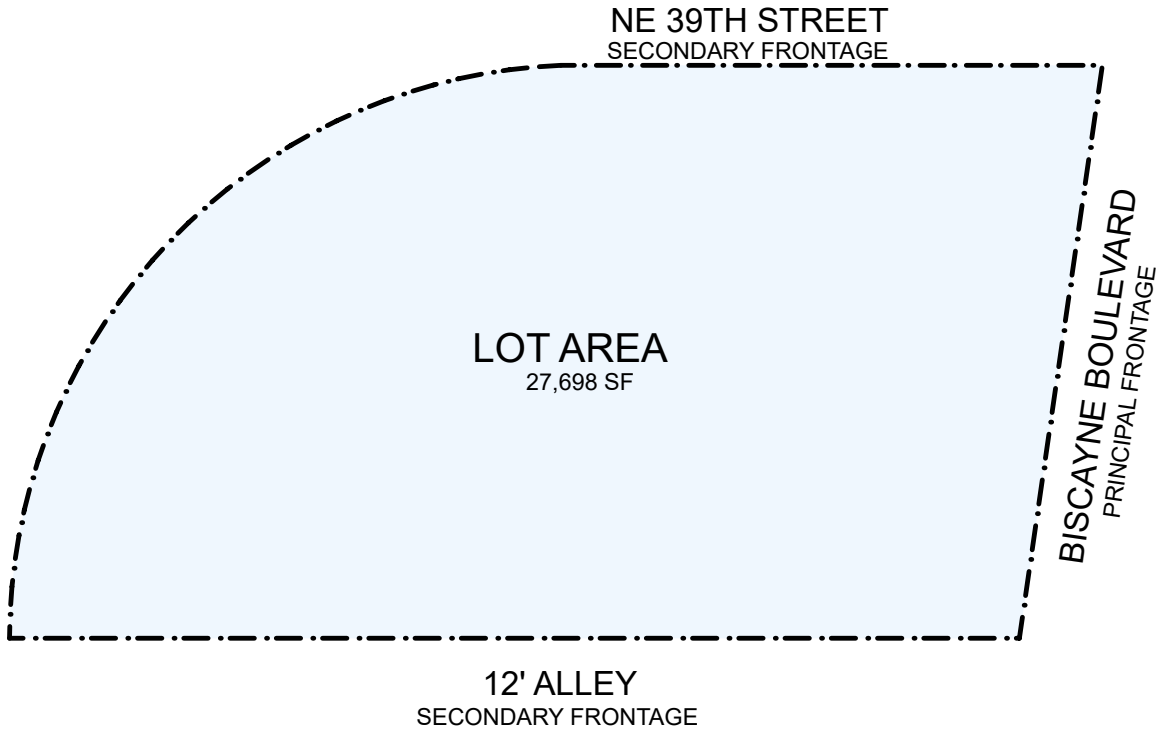 NE 39TH STREET
SECONDARY FRONTAGE
LOT AREA
27,698 SF
BISCAYNE BOULEVARD
PRINCIPAL FRONTAGE
12' ALLEY
SECONDARY FRONTAGE